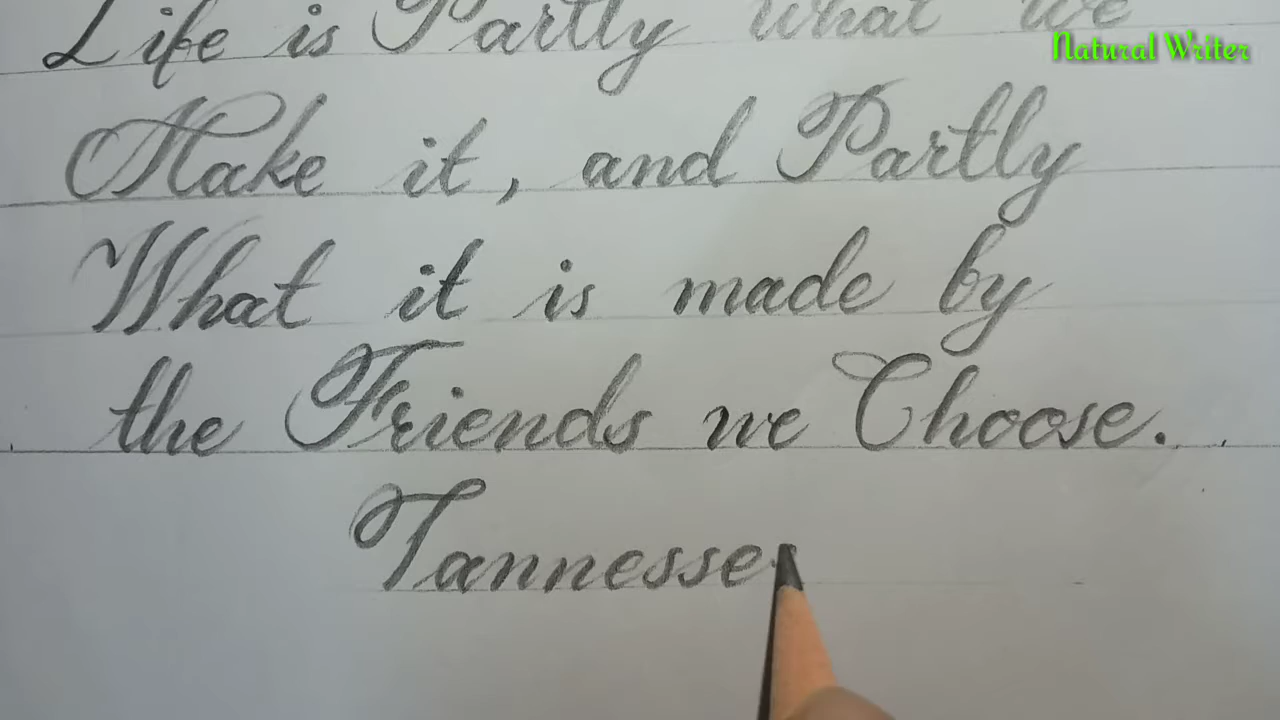 Life is Partly what we
Natural Writer
Make it, and Partly
What it is made by
the Friends we Choose.
Tannesse